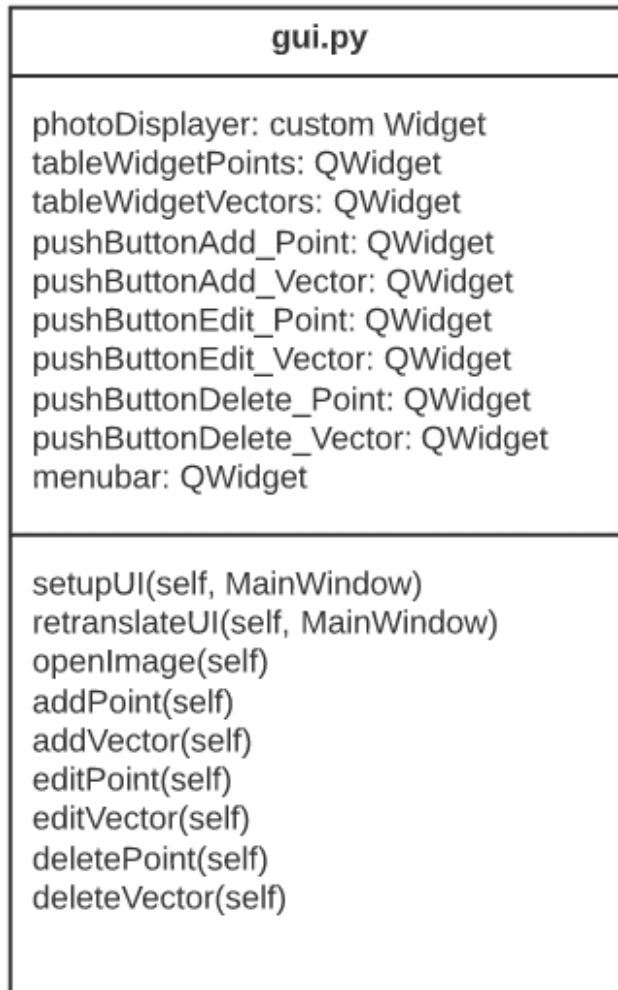 gui.py
photoDisplayer: custom Widget
tableWidgetPoints: QWidget
tableWidgetVectors: QWidget
pushButtonAdd_Point: QWidget
pushButtonAdd_Vector: QWidget
pushButtonEdit_Point: QWidget
pushButtonEdit_Vector: QWidget
pushButtonDelete_Point: QWidget
pushButtonDelete_Vector: QWidget
menubar: QWidget
setupUI(self, MainWindow)
retranslateUI(self, MainWindow)
openImage(self)
addPoint(self)
addVector(self)
editPoint(self)
editVector(self)
deletePoint(self)
deleteVector(self)